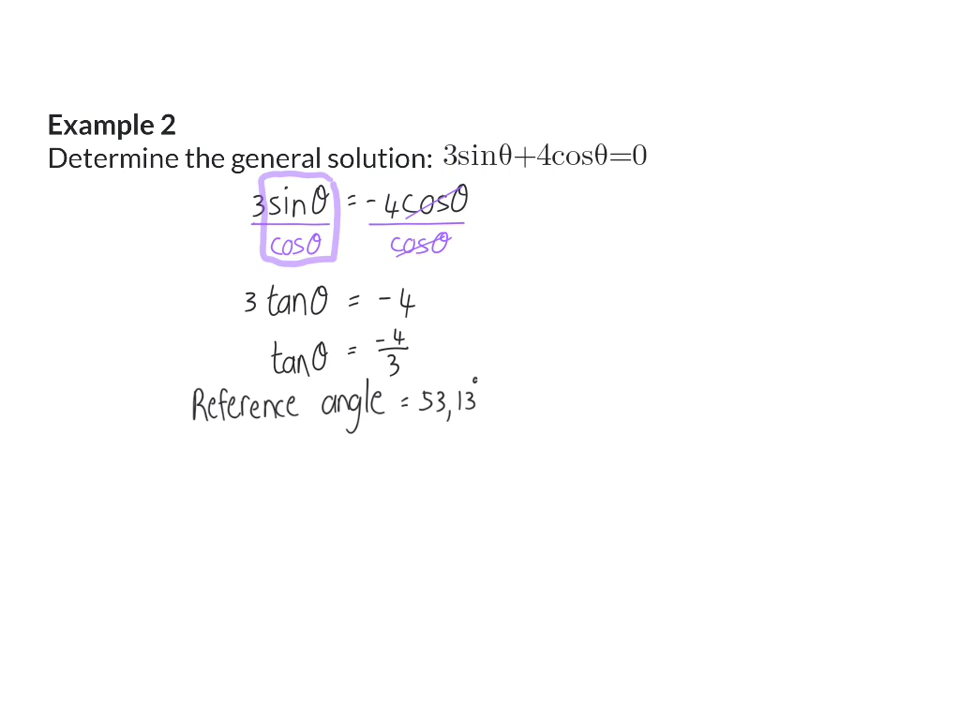 Example 2
Determine the general solution: 3sinθ+4cosθ=0
3sinθ = -4cosθ
cosθ cosθ
3 tanθ = -4
tanθ = -4/3
Reference angle = 53,13°